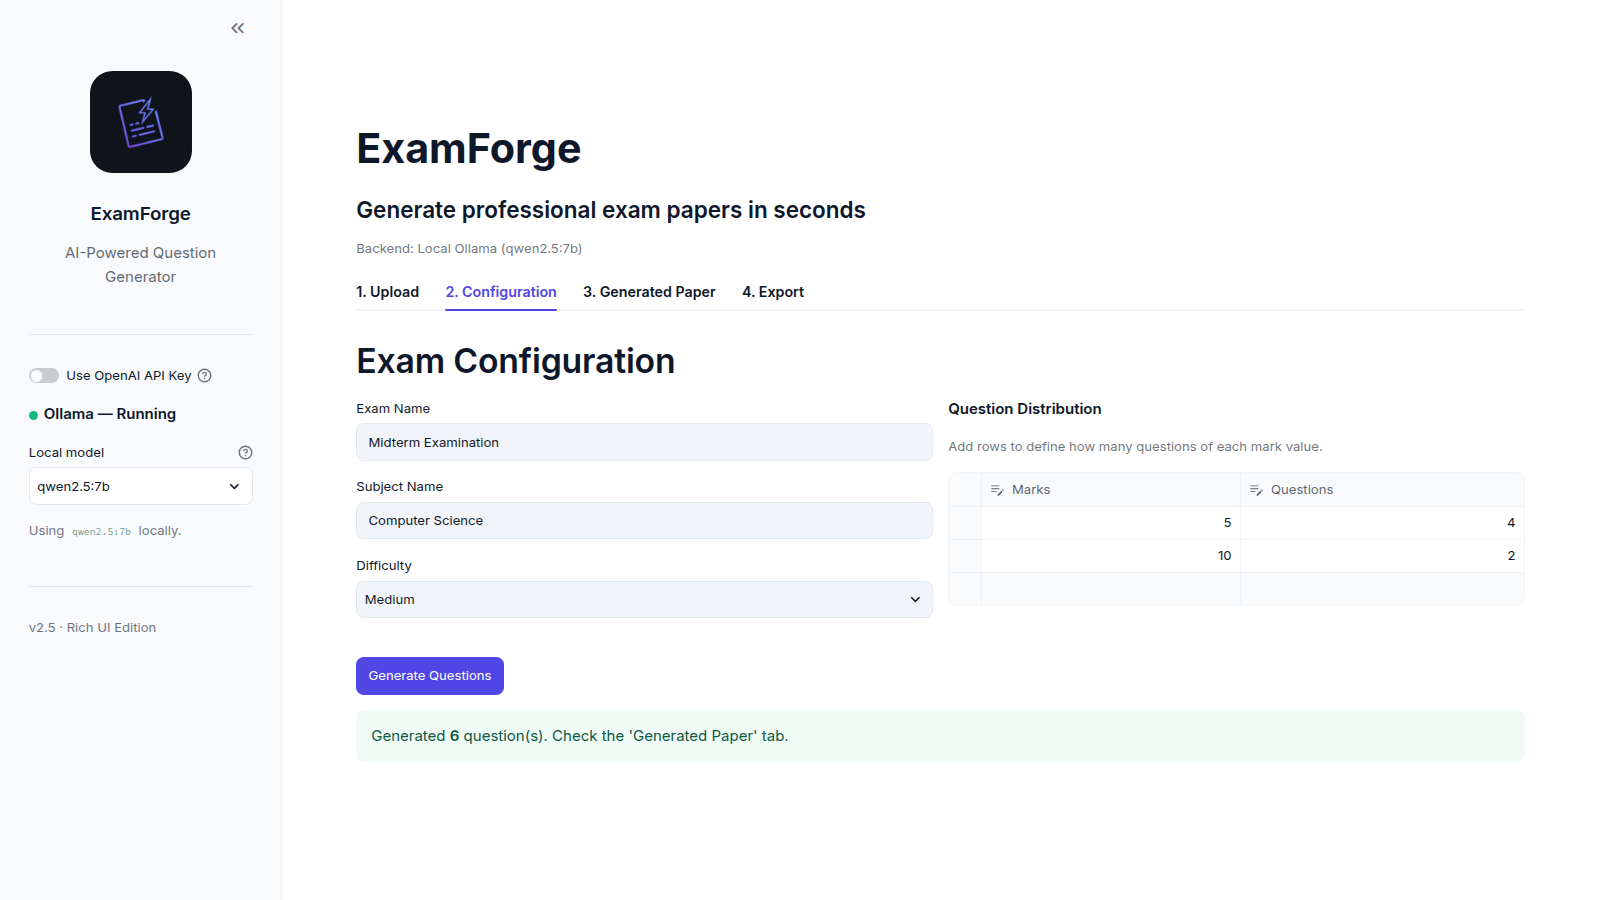 ExamForge
AI-Powered Question
Generator
Use OpenAI API Key
Ollama — Running
Local model
qwen2.5:7b
Using qwen2.5:7b locally.
v2.5 · Rich UI Edition
ExamForge
Generate professional exam papers in seconds
Backend: Local Ollama (qwen2.5:7b)
1. Upload 2. Configuration 3. Generated Paper 4. Export
Exam Configuration
Exam Name
Midterm Examination
Subject Name
Computer Science
Difficulty
Medium
Question Distribution
Add rows to define how many questions of each mark value.
Marks Questions
5 4
10 2
Generate Questions
Generated 6 question(s). Check the 'Generated Paper' tab.